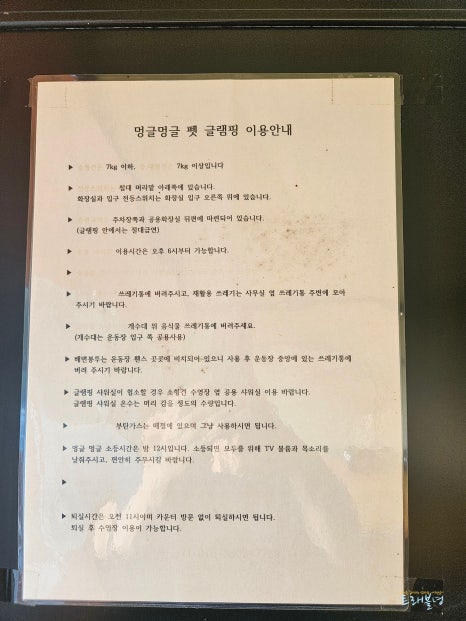 멍글멍글 펫 글램핑 이용안내
▶ 7kg 이하, 7kg 이상입니다
▶ 침대 머리말 아래쪽에 있습니다.
화장실과 입구 전등스위치는 화장실 입구 오른쪽 위에 있습니다.
▶ 주차장쪽과 공용화장실 뒤편에 마련되어 있습니다.
(글램핑 안에서는 절대금연)
▶ 이용시간은 오후 6시부터 가능합니다.
▶
▶ 쓰레기통에 버려주시고, 재활용 쓰레기는 사무실 옆 쓰레기통 주변에 모아
주시기 바랍니다.
▶ 개수대 위 음식물 쓰레기통에 버려주세요.
(개수대는 운동장 입구 쪽 공용사용)
▶ 배변봉투는 운동장 휀스 곳곳에 비치되어 있으니 사용 후 운동장 중앙에 있는 쓰레기통에
버려 주시기 바랍니다.
▶ 글램핑 샤워실이 협소할 경우 소형견 수영장 옆 공용 샤워실 이용 바랍니다.
글램핑 샤워실 온수는 머리 감을 정도의 수량입니다.
▶ 부탄가스는 매점에 있으며 그냥 사용하시면 됩니다.
▶ 멍글 멍글 소등시간은 밤 12시입니다. 소등되면 모두를 위해 TV 볼륨과 목소리를
낮춰주시고, 편안히 주무시길 바랍니다.
▶
▶ 퇴실시간은 오전 11시이며 카운터 방문 없이 퇴실하시면 됩니다.
퇴실 후 수영장 이용이 가능합니다.
트래블녕